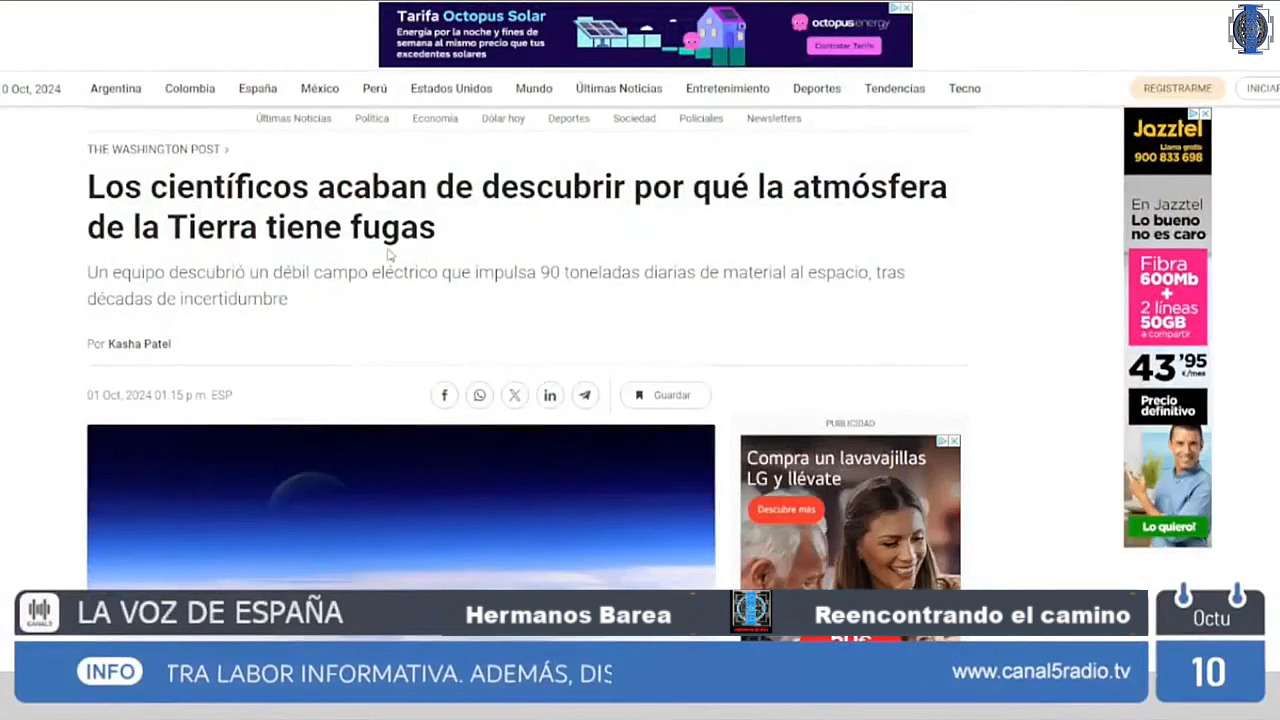 Tarifa Octopus Solar
Energía por la noche y fines de
semana al mismo precio que tus
excedentes solares
octopusenergy
Contratar Tarifa
0 Oct, 2024
Argentina
Colombia
España
México
Perú
Estados Unidos
Mundo
Últimas Noticias
Entretenimiento
Deportes
Tendencias
Tecno
REGISTRARME
INICIAR
Últimas Noticias
Política
Economía
Dólar hoy
Deportes
Sociedad
Policiales
Newsletters
THE WASHINGTON POST >
Los científicos acaban de descubrir por qué la atmósfera
de la Tierra tiene fugas
Un equipo descubrió un débil campo eléctrico que impulsa 90 toneladas diarias de material al espacio, tras
décadas de incertidumbre
Por Kasha Patel
01 Oct, 2024 01:15 p.m. ESP
Guardar
PUBLICIDAD
Compra un lavavajillas
LG y llévate
Descubre más
Jazztel
Llama gratis
900 833 698
En Jazztel
Lo bueno
no es caro
Fibra
600Mb
+
2 líneas
50GB
a compartir
43'95
€/mes
Precio
definitivo
Lo quiero!
CANAL5
LA VOZ DE ESPAÑA
Hermanos Barea
Reencontrando el camino
Octu
10
INFO
TRA LABOR INFORMATIVA. ADEMÁS, DIS
www.canal5radio.tv